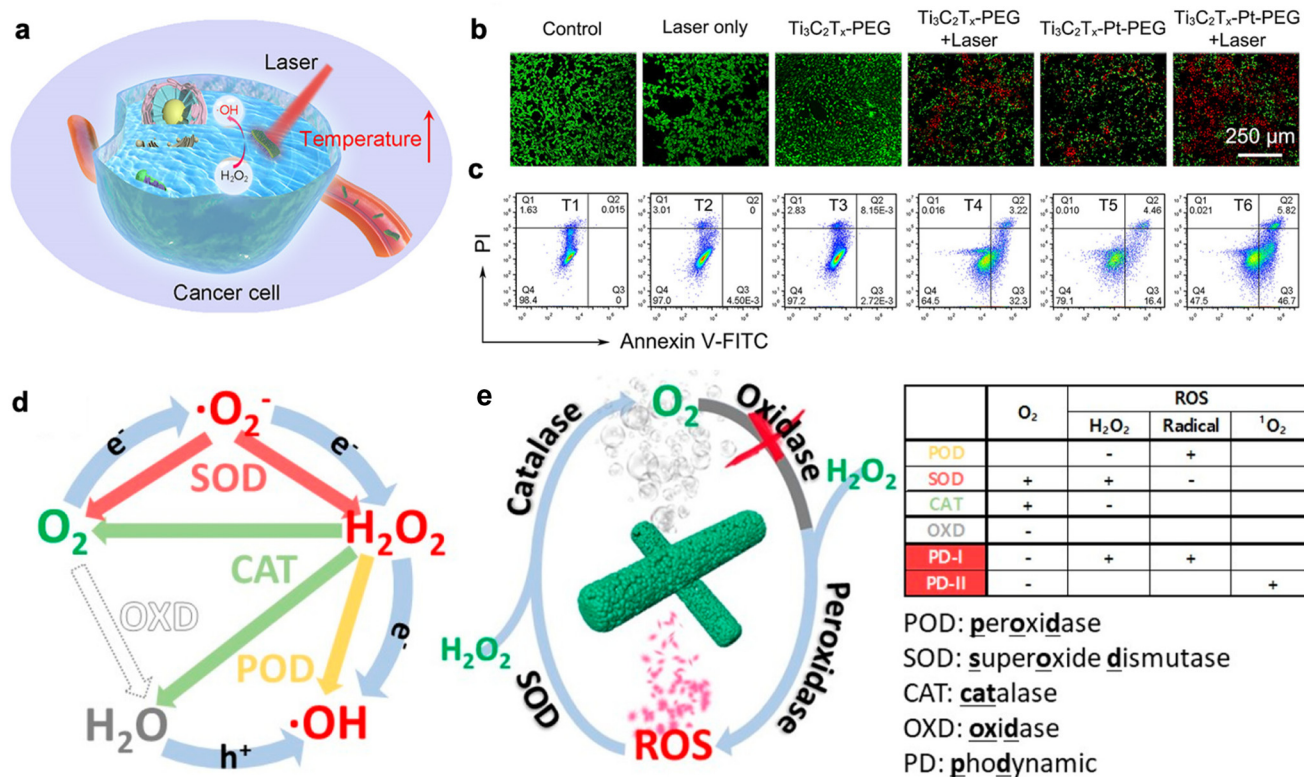 a
Laser
·OH
Temperature
H₂O₂
Cancer cell
b
Control
Laser only
Ti₃C₂Tₓ-PEG
Ti₃C₂Tₓ-PEG
+Laser
Ti₃C₂Tₓ-Pt-PEG
Ti₃C₂Tₓ-Pt-PEG
+Laser
250 μm
c
PI
Q1
1.63
T1
Q2
0.015
Q4
98.4
Q3
0
Q1
3.01
T2
Q2
0
Q4
97.0
Q3
4.50E-3
Q1
2.83
T3
Q2
8.15E-3
Q4
97.2
Q3
2.72E-3
Q1
0.016
T4
Q2
3.22
Q4
64.5
Q3
32.3
Q1
0.010
T5
Q2
4.46
Q4
79.1
Q3
16.4
Q1
0.021
T6
Q2
5.82
Q4
47.5
Q3
46.7
Annexin V-FITC
d
·O₂⁻
e⁻
e⁻
SOD
O₂
H₂O₂
CAT
OXD
POD
e⁻
H₂O
·OH
h⁺
e
O₂
Catalase
Oxidase
H₂O₂
H₂O₂
SOD
Peroxidase
ROS
O₂ ROS
H₂O₂ Radical ¹O₂
POD - +
SOD + + -
CAT + -
OXD -
PD-I - + +
PD-II - +
POD: peroxidase
SOD: superoxide dismutase
CAT: catalase
OXD: oxidase
PD: phodynamic